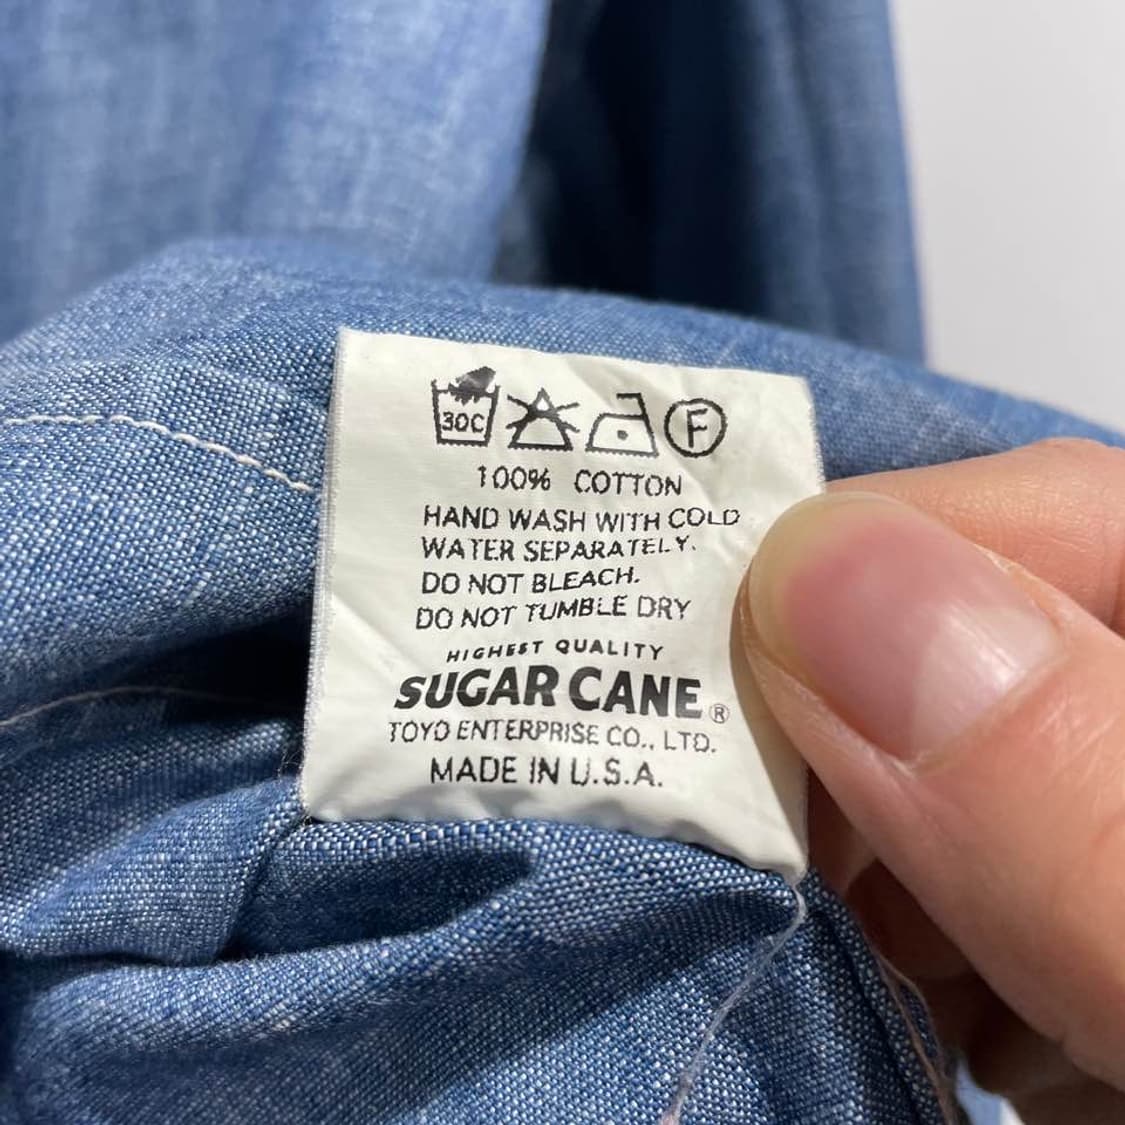 30C F
100% COTTON
HAND WASH WITH COLD
WATER SEPARATELY.
DO NOT BLEACH.
DO NOT TUMBLE DRY
HIGHEST QUALITY
SUGAR CANE®
TOYO ENTERPRISE CO., LTD.
MADE IN U.S.A.